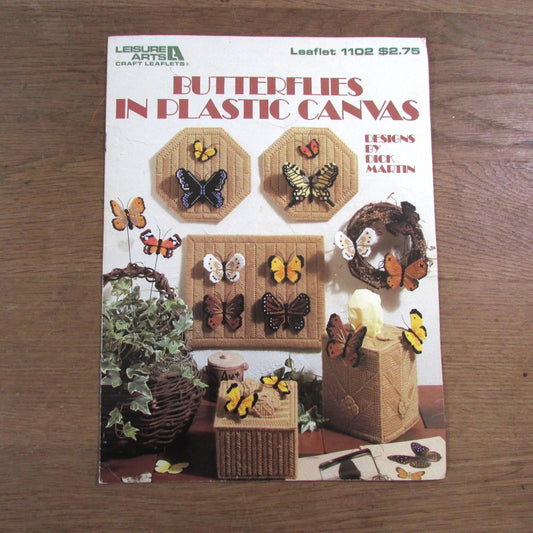 LEISURE
ARTS
CRAFT LEAFLETS
Leaflet 1102 $2.75
BUTTERFLIES
IN PLASTIC CANVAS
DESIGNS
BY
DICK
MARTIN